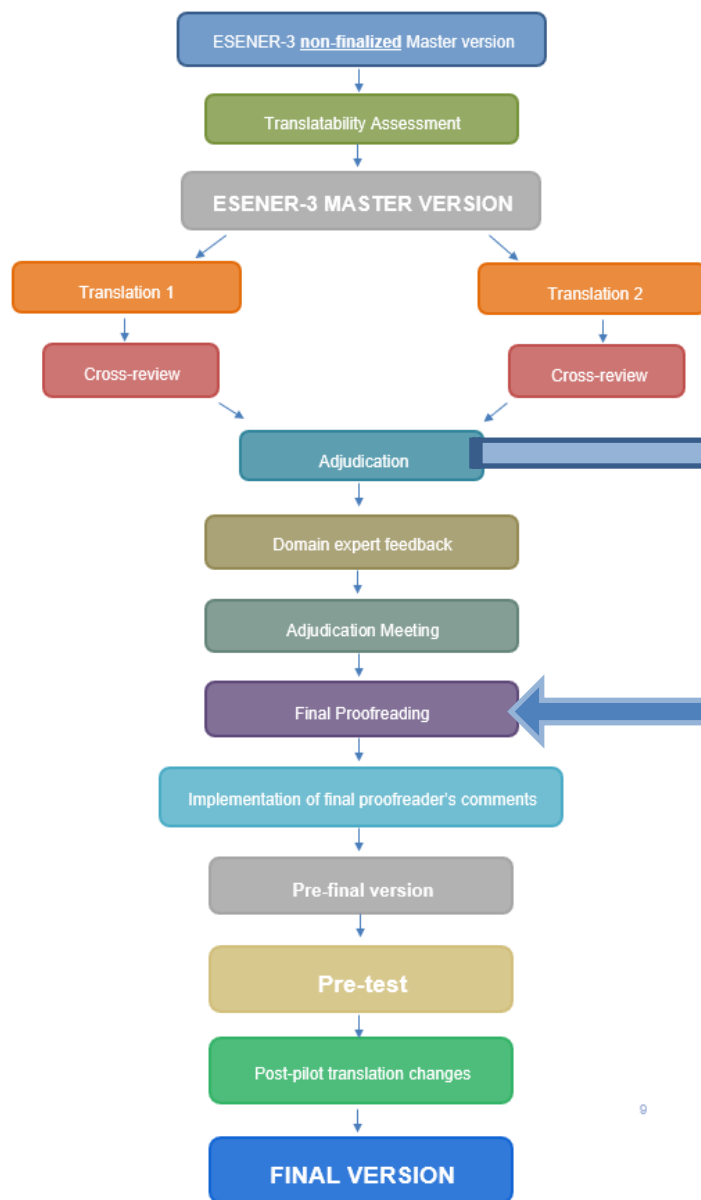 ESENER-3 non-finalized Master version
Translatability Assessment
ESENER-3 MASTER VERSION
Translation 1
Translation 2
Cross-review
Cross-review
Adjudication
Domain expert feedback
Adjudication Meeting
Final Proofreading
Implementation of final proofreader's comments
Pre-final version
Pre-test
Post-pilot translation changes
9
FINAL VERSION